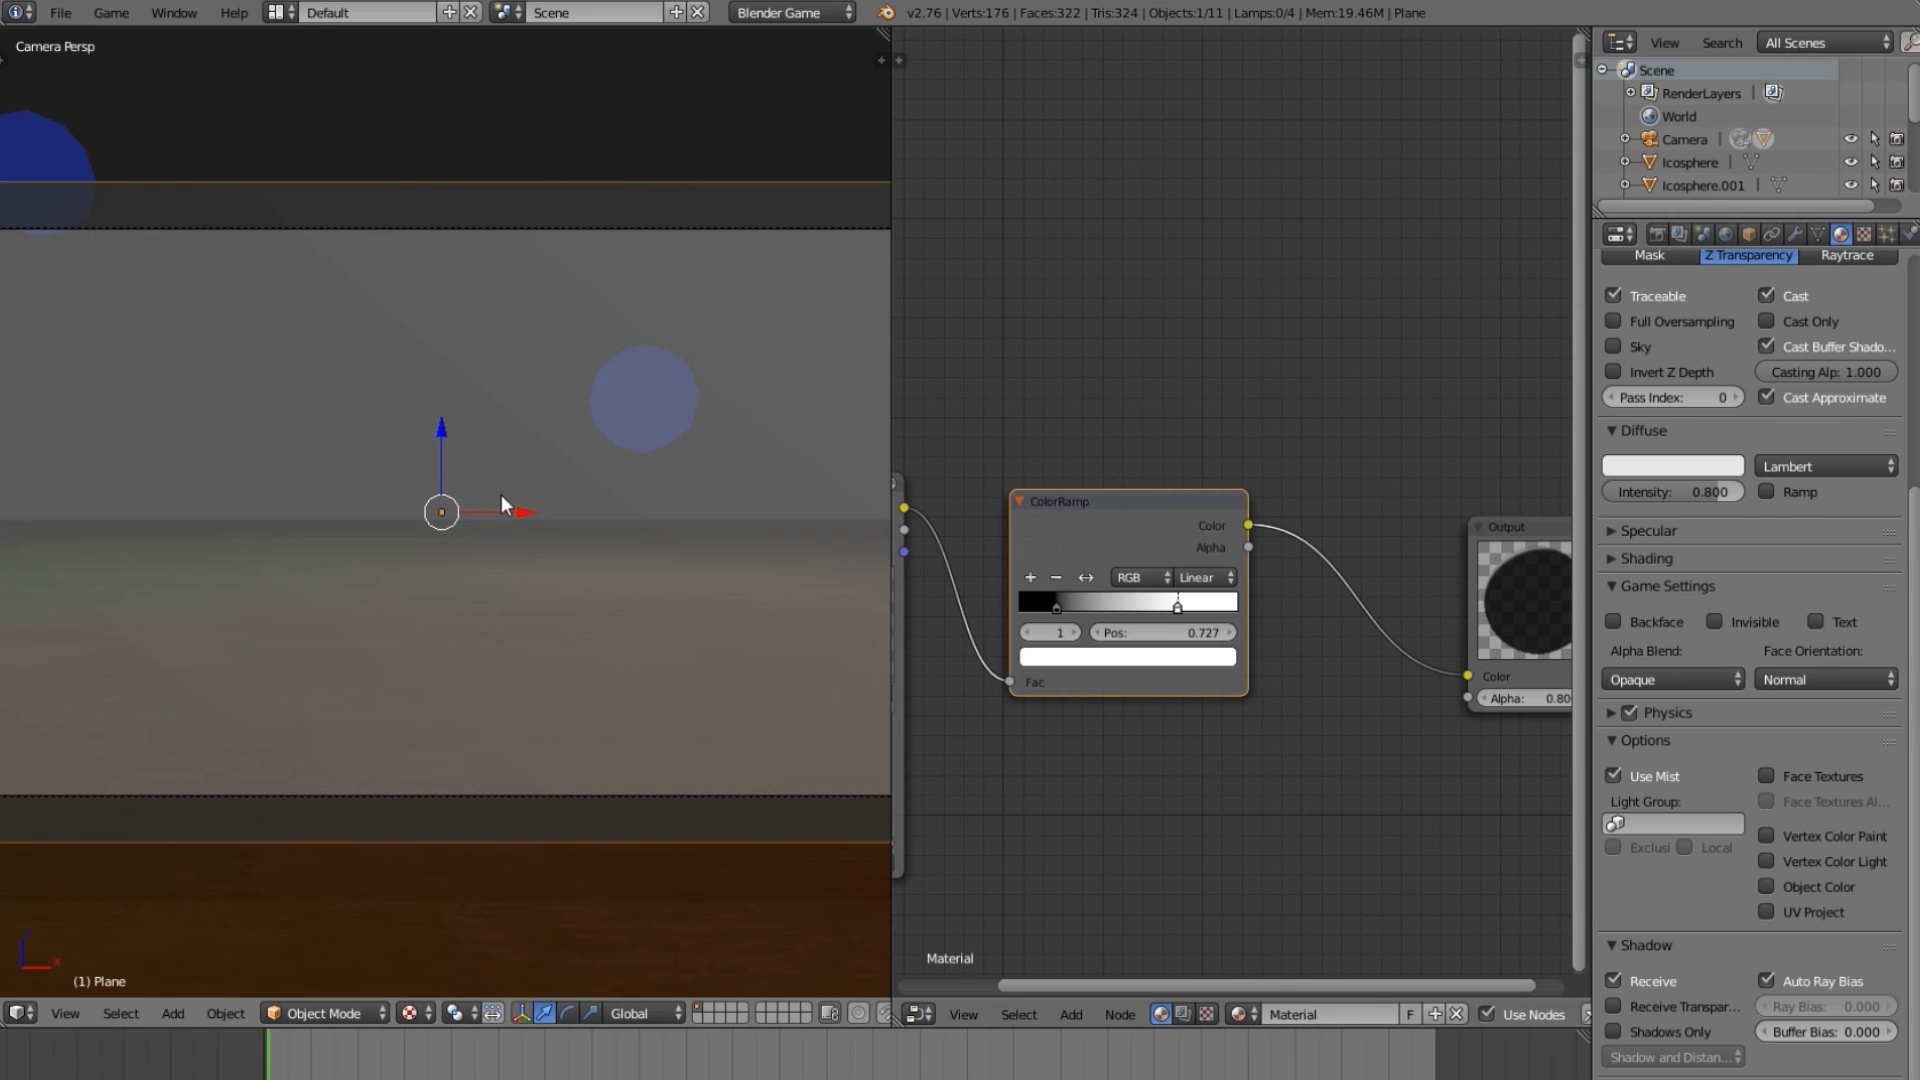 File Game Window Help Default Scene Blender Game v2.76 | Verts:176 | Faces:322 | Tris:324 | Objects:1/11 | Lamps:0/4 | Mem:19.46M | Plane
Camera Persp
(1) Plane
View Select Add Object Object Mode Global
ColorRamp
Color
Alpha
RGB Linear
1 Pos: 0.727
Fac
Output
Color
Alpha: 0.80
Material
View Select Add Node Material F Use Nodes
View Search All Scenes
Scene
RenderLayers |
World
Camera |
Icosphere |
Icosphere.001 |
Mask Z Transparency Raytrace
Traceable Cast
Full Oversampling Cast Only
Sky Cast Buffer Shado...
Invert Z Depth Casting Alp: 1.000
Pass Index: 0 Cast Approximate
Diffuse
Lambert
Intensity: 0.800 Ramp
Specular
Shading
Game Settings
Backface Invisible Text
Alpha Blend: Face Orientation:
Opaque Normal
Physics
Options
Use Mist Face Textures
Light Group: Face Textures Al...
Vertex Color Paint
Exclusi Local Vertex Color Light
Object Color
UV Project
Shadow
Receive Auto Ray Bias
Receive Transpar... Ray Bias: 0.000
Shadows Only Buffer Bias: 0.000
Shadow and Distan...